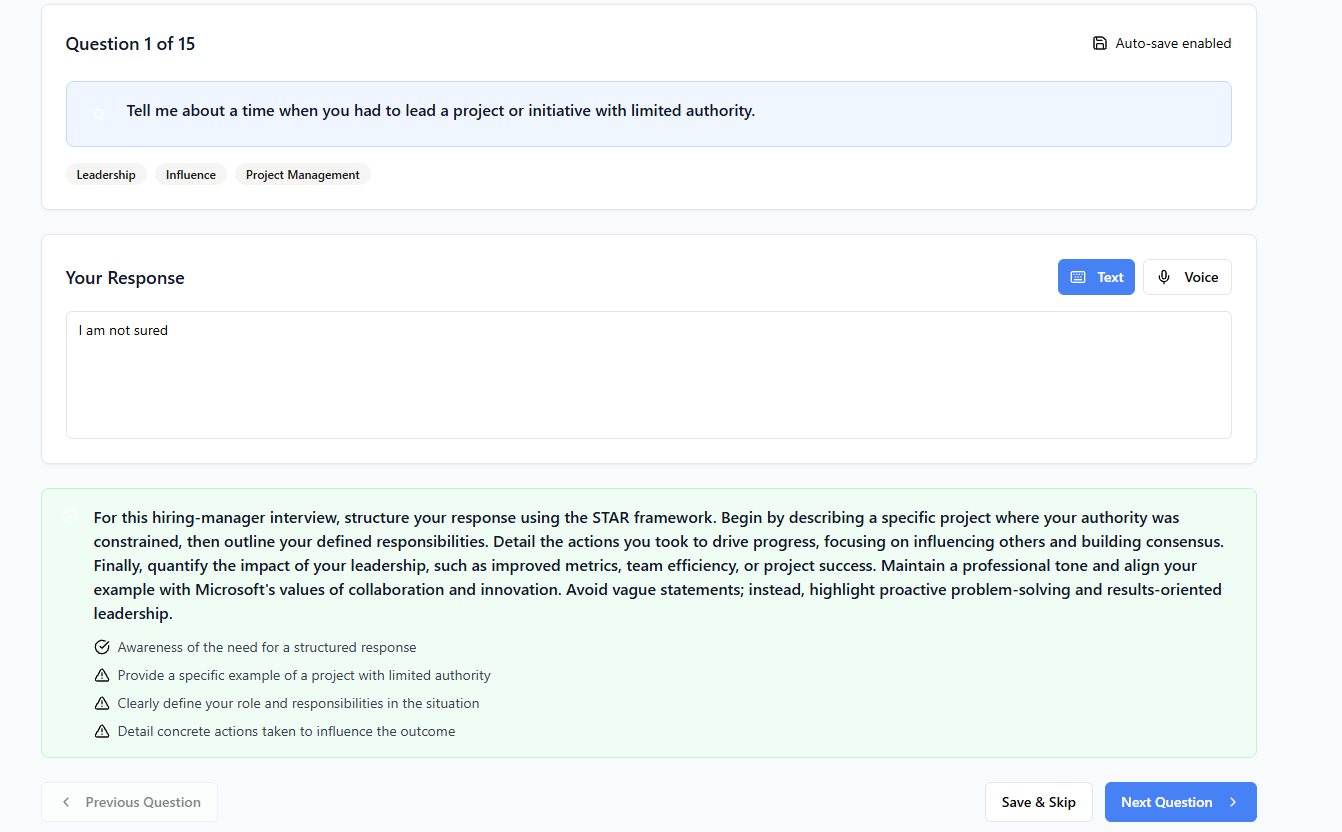 Question 1 of 15
Auto-save enabled
Q
Tell me about a time when you had to lead a project or initiative with limited authority.
Leadership
Influence
Project Management
Your Response
Text
Voice
I am not sured
For this hiring-manager interview, structure your response using the STAR framework. Begin by describing a specific project where your authority was
constrained, then outline your defined responsibilities. Detail the actions you took to drive progress, focusing on influencing others and building consensus.
Finally, quantify the impact of your leadership, such as improved metrics, team efficiency, or project success. Maintain a professional tone and align your
example with Microsoft's values of collaboration and innovation. Avoid vague statements; instead, highlight proactive problem-solving and results-oriented
leadership.
Awareness of the need for a structured response
Provide a specific example of a project with limited authority
Clearly define your role and responsibilities in the situation
Detail concrete actions taken to influence the outcome
Previous Question
Save & Skip
Next Question